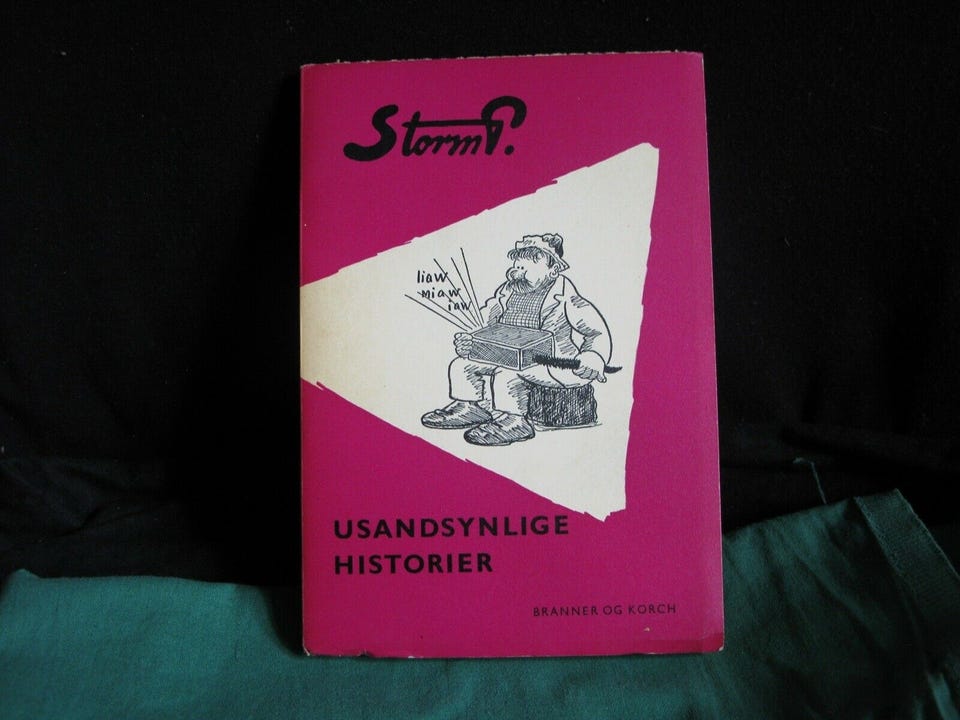 Storm P.
liaw
miaw
iaw
USANDSYNLIGE
HISTORIER
BRANNER OG KORCH